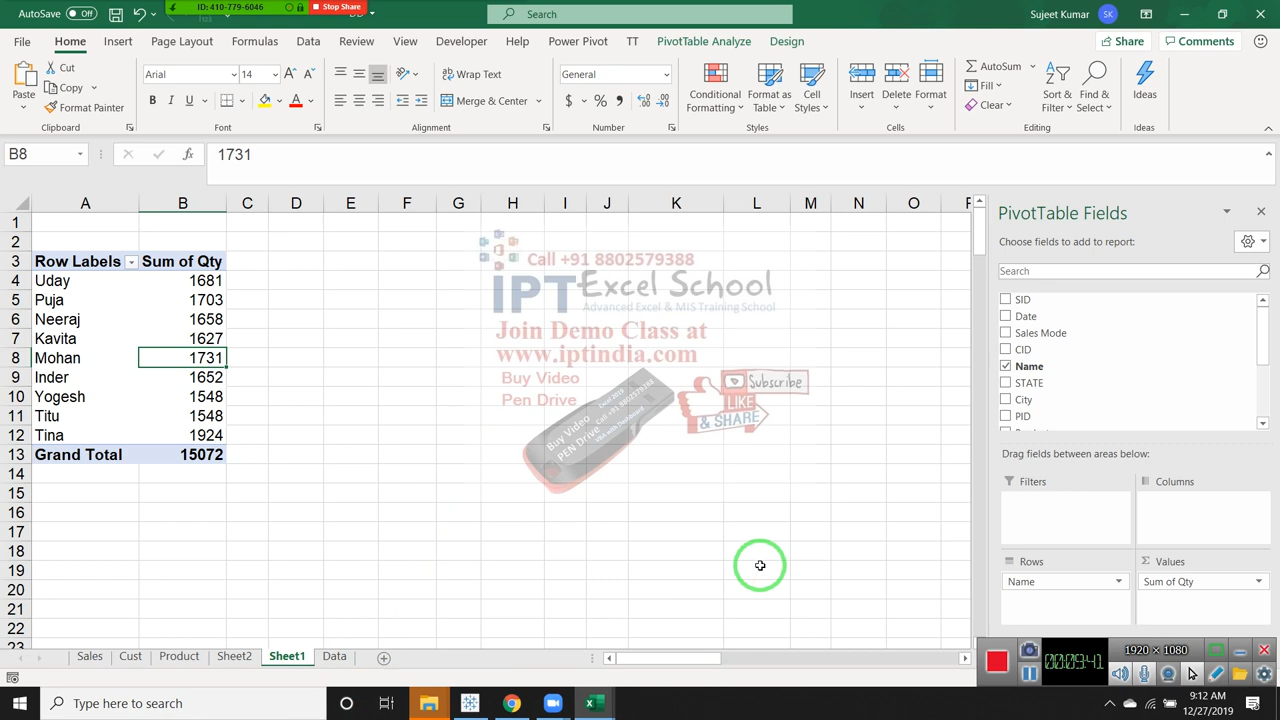 AutoSave Off
ID: 410-779-6046
Stop Share
Search
Sujeet Kumar
SK
File Home Insert Page Layout Formulas Data Review View Developer Help Power Pivot TT PivotTable Analyze Design
Share Comments
Paste
Cut
Copy
Format Painter
Clipboard
Arial 14
B I U
Font
Wrap Text
Merge & Center
Alignment
General
$ % ,
Number
Conditional Formatting
Format as Table
Cell Styles
Styles
Insert Delete Format
Cells
AutoSum
Fill
Clear
Sort & Filter
Find & Select
Editing
Ideas
Ideas
B8 fx 1731
A B C D E F G H I J K L M N O
1
2
3 Row Labels Sum of Qty
4 Uday 1681
5 Puja 1703
6 Neeraj 1658
7 Kavita 1627
8 Mohan 1731
9 Inder 1652
10 Yogesh 1548
11 Titu 1548
12 Tina 1924
13 Grand Total 15072
14
15
16
17
18
19
20
21
22
Call +91 8802579388
IPT Excel School
Advanced Excel & MIS Training School
Join Demo Class at
www.iptindia.com
Buy Video
Pen Drive
Subscribe
LIKE
& SHARE
Buy Video
PEN Drive
PivotTable Fields
Choose fields to add to report:
Search
SID
Date
Sales Mode
CID
Name
STATE
City
PID
Drag fields between areas below:
Filters
Columns
Rows
Values
Name
Sum of Qty
Sales Cust Product Sheet2 Sheet1 Data
1920 × 1080
00:09:41
Type here to search
9:12 AM
12/27/2019